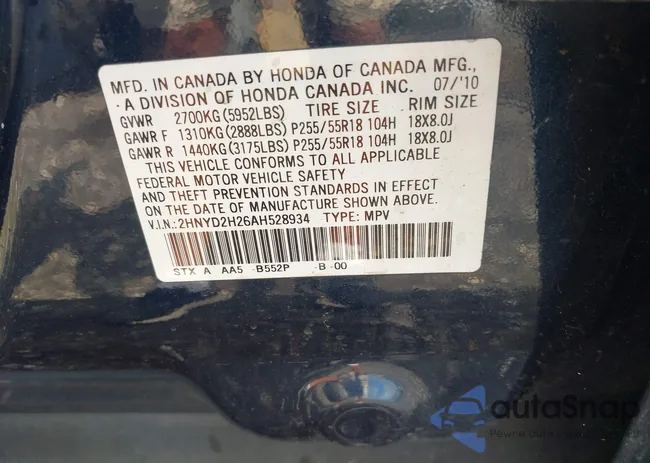 MFD. IN CANADA BY HONDA OF CANADA MFG.,
A DIVISION OF HONDA CANADA INC. 07/'10
GVWR 2700KG(5952LBS) TIRE SIZE RIM SIZE
GAWR F 1310KG(2888LBS) P255/55R18 104H 18X8.0J
GAWR R 1440KG(3175LBS) P255/55R18 104H 18X8.0J
THIS VEHICLE CONFORMS TO ALL APPLICABLE
FEDERAL MOTOR VEHICLE SAFETY
AND THEFT PREVENTION STANDARDS IN EFFECT
ON DATE OF MANUFACTURE SHOWN ABOVE.
V.I.N.:2HNYD2H26AH528934 TYPE: MPV
STX A AA5 -B552P -B-00
autoSnap
Pewne auta